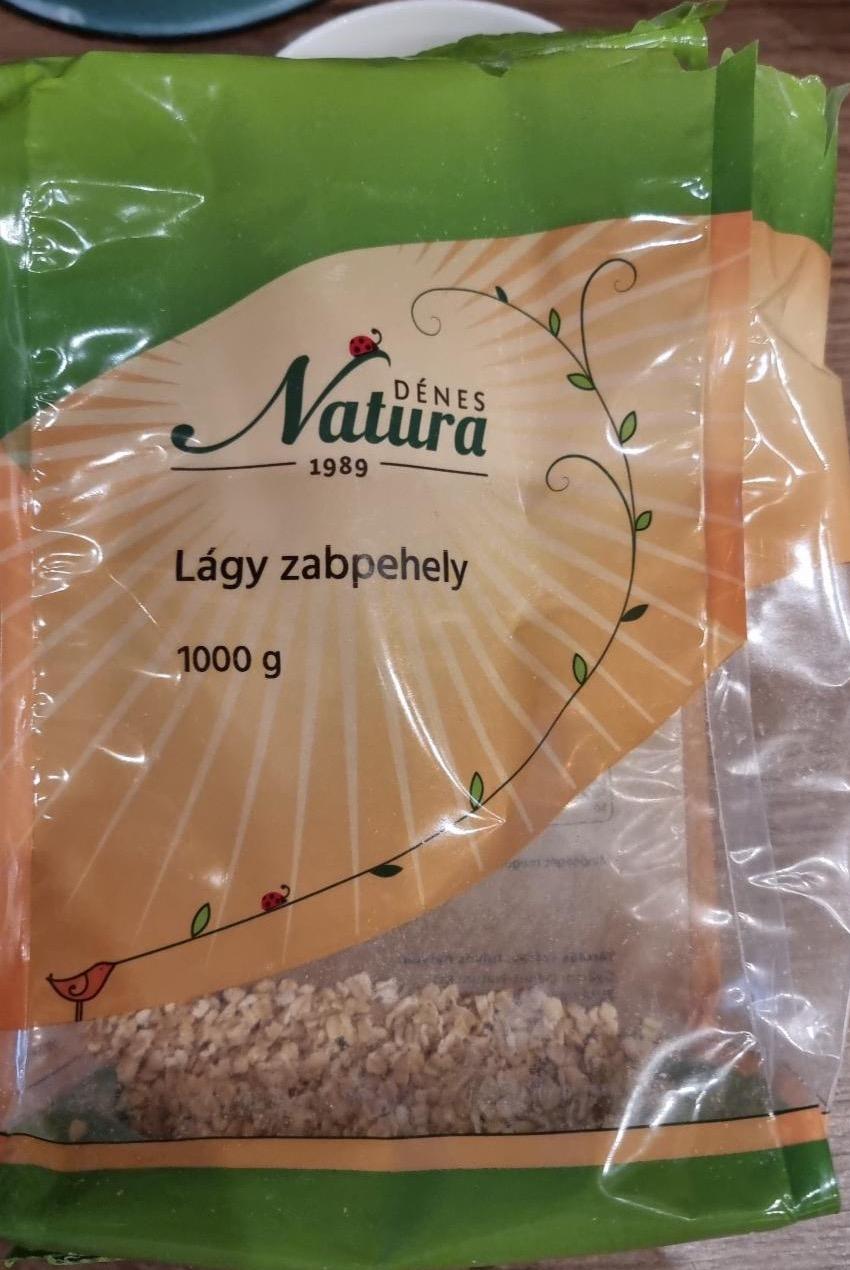 DÉNES
Natura
1989
Lágy zabpehely
1000 g